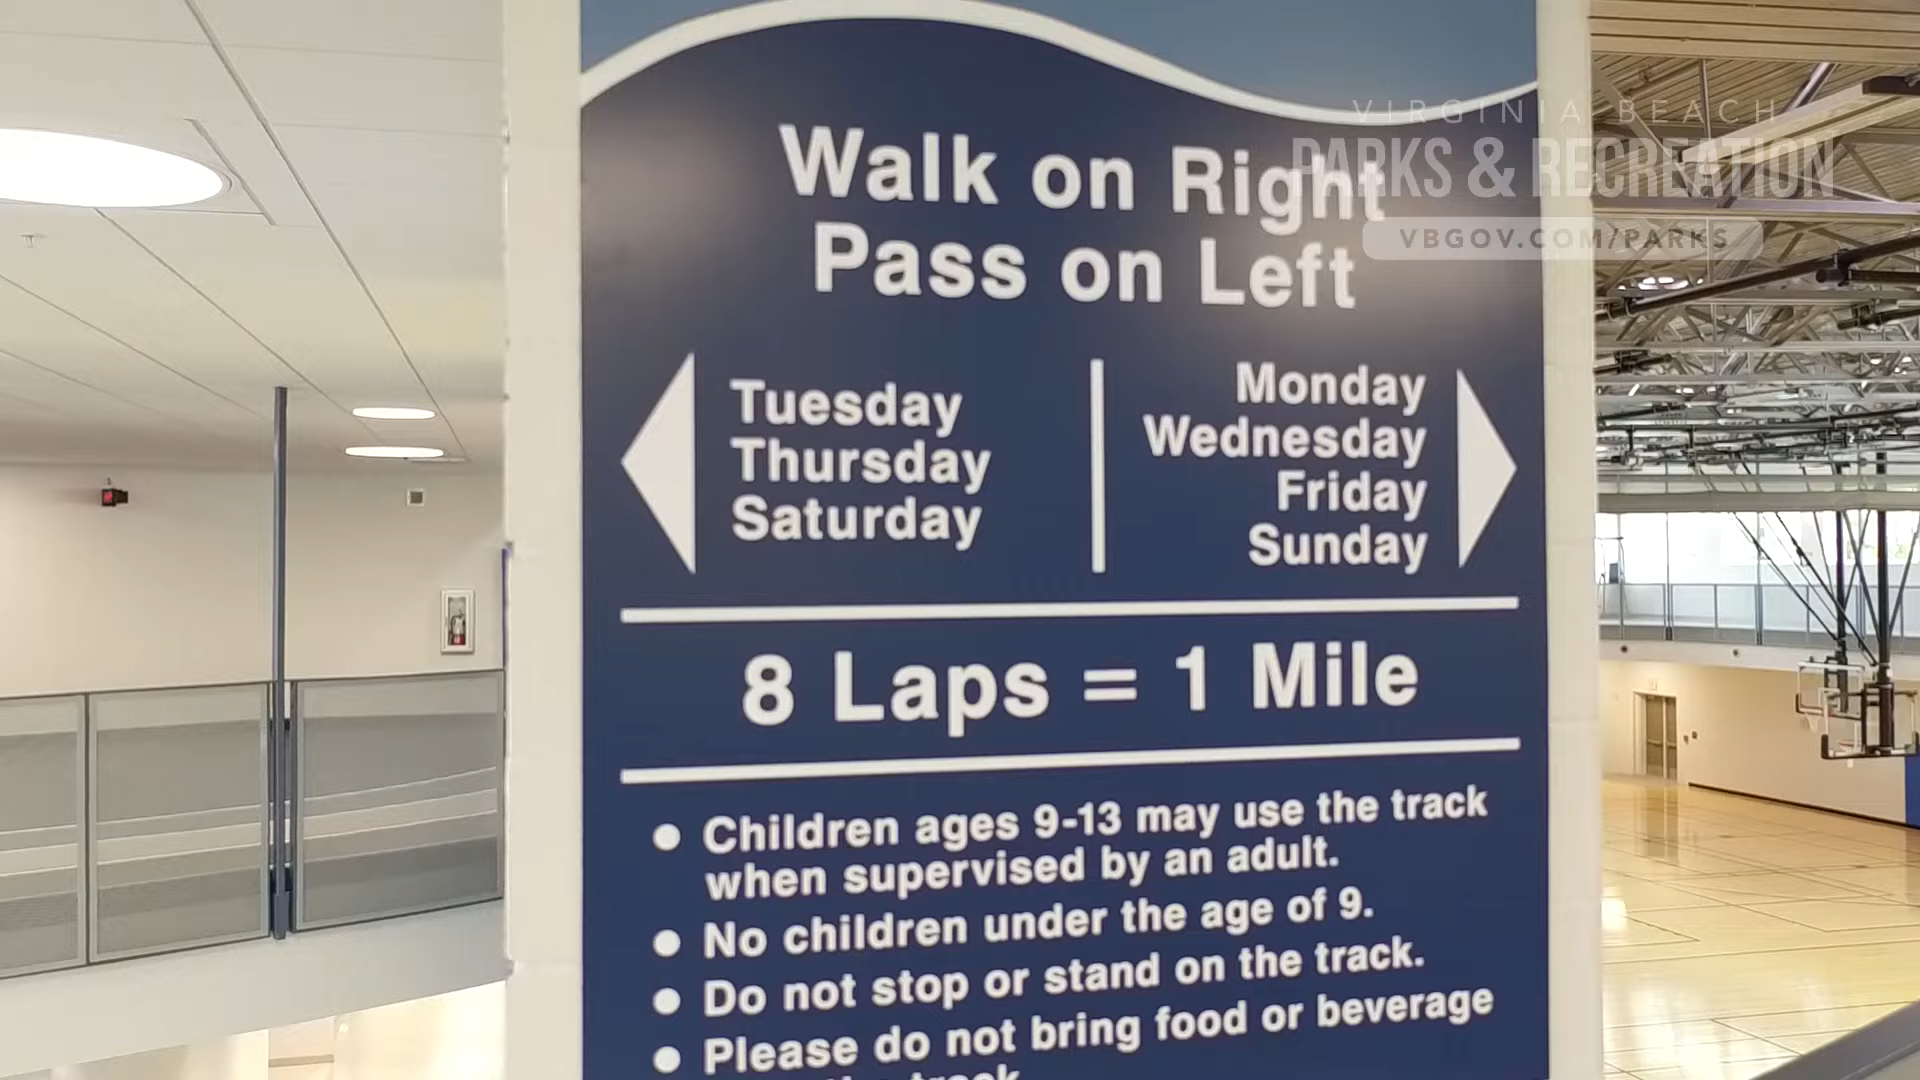 VIRGINIA BEACH
PARKS & RECREATION
VBGOV.COM/PARKS
Walk on Right
Pass on Left
Tuesday
Thursday
Saturday
Monday
Wednesday
Friday
Sunday
8 Laps = 1 Mile
● Children ages 9-13 may use the track
when supervised by an adult.
● No children under the age of 9.
● Do not stop or stand on the track.
● Please do not bring food or beverage
the track